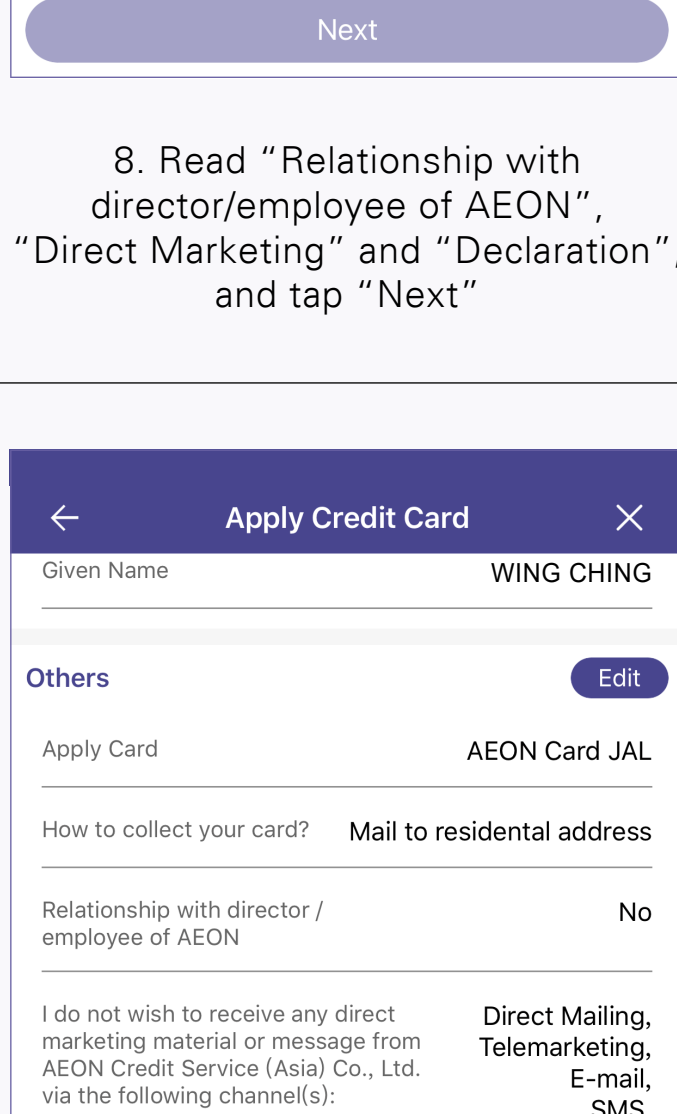 Next
8. Read “Relationship with
director/employee of AEON”,
“Direct Marketing” and “Declaration”,
and tap “Next”
Apply Credit Card
Given Name WING CHING
Others Edit
Apply Card AEON Card JAL
How to collect your card? Mail to residental address
Relationship with director / No
employee of AEON
I do not wish to receive any direct Direct Mailing,
marketing material or message from Telemarketing,
AEON Credit Service (Asia) Co., Ltd. E-mail,
via the following channel(s): SMS,